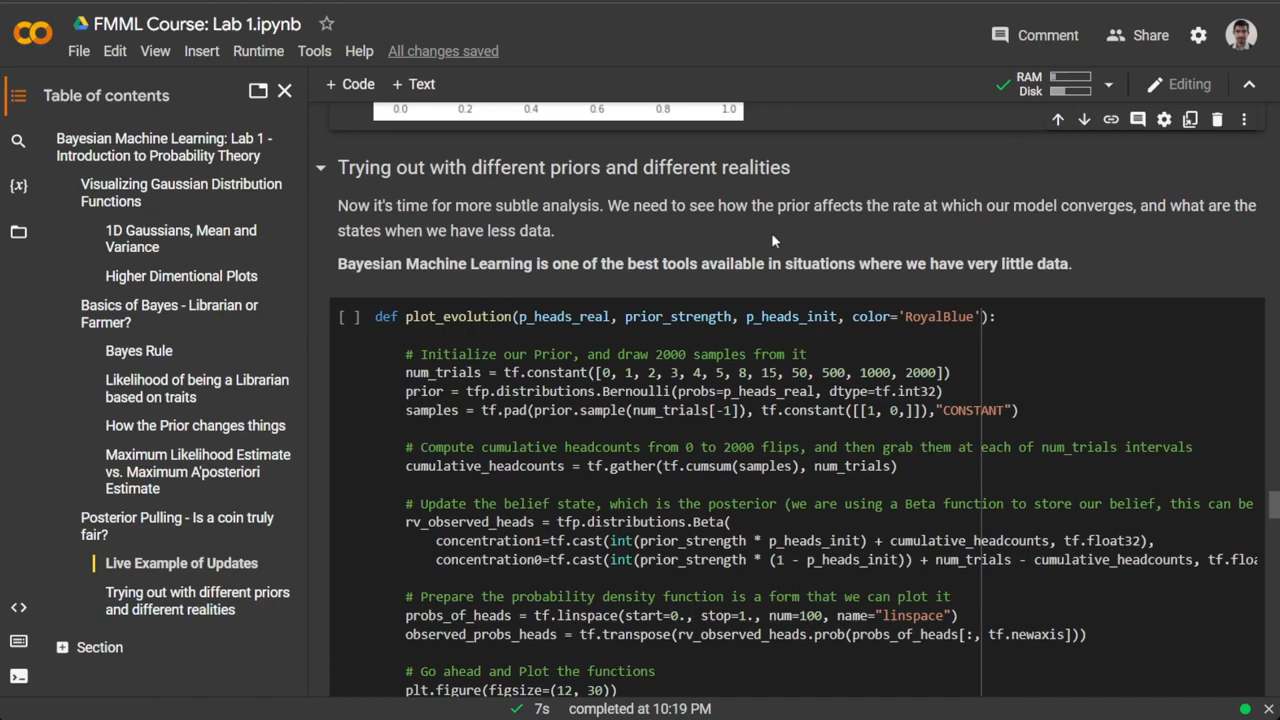 FMML Course: Lab 1.ipynb
File Edit View Insert Runtime Tools Help All changes saved
Comment Share
+ Code + Text
RAM
Disk
Editing
Table of contents
Bayesian Machine Learning: Lab 1 -
Introduction to Probability Theory
Visualizing Gaussian Distribution
Functions
1D Gaussians, Mean and
Variance
Higher Dimentional Plots
Basics of Bayes - Librarian or
Farmer?
Bayes Rule
Likelihood of being a Librarian
based on traits
How the Prior changes things
Maximum Likelihood Estimate
vs. Maximum A'posteriori
Estimate
Posterior Pulling - Is a coin truly
fair?
Live Example of Updates
Trying out with different priors
and different realities
Section
0.0 0.2 0.4 0.6 0.8 1.0
Trying out with different priors and different realities
Now it's time for more subtle analysis. We need to see how the prior affects the rate at which our model converges, and what are the
states when we have less data.
Bayesian Machine Learning is one of the best tools available in situations where we have very little data.
[ ] def plot_evolution(p_heads_real, prior_strength, p_heads_init, color='RoyalBlue'):
# Initialize our Prior, and draw 2000 samples from it
num_trials = tf.constant([0, 1, 2, 3, 4, 5, 8, 15, 50, 500, 1000, 2000])
prior = tfp.distributions.Bernoulli(probs=p_heads_real, dtype=tf.int32)
samples = tf.pad(prior.sample(num_trials[-1]), tf.constant([[1, 0,]]),"CONSTANT")
# Compute cumulative headcounts from 0 to 2000 flips, and then grab them at each of num_trials intervals
cumulative_headcounts = tf.gather(tf.cumsum(samples), num_trials)
# Update the belief state, which is the posterior (we are using a Beta function to store our belief, this can be
rv_observed_heads = tfp.distributions.Beta(
concentration1=tf.cast(int(prior_strength * p_heads_init) + cumulative_headcounts, tf.float32),
concentration0=tf.cast(int(prior_strength * (1 - p_heads_init)) + num_trials - cumulative_headcounts, tf.floa
# Prepare the probability density function is a form that we can plot it
probs_of_heads = tf.linspace(start=0., stop=1., num=100, name="linspace")
observed_probs_heads = tf.transpose(rv_observed_heads.prob(probs_of_heads[:, tf.newaxis]))
# Go ahead and Plot the functions
plt.figure(figsize=(12, 30))
7s completed at 10:19 PM